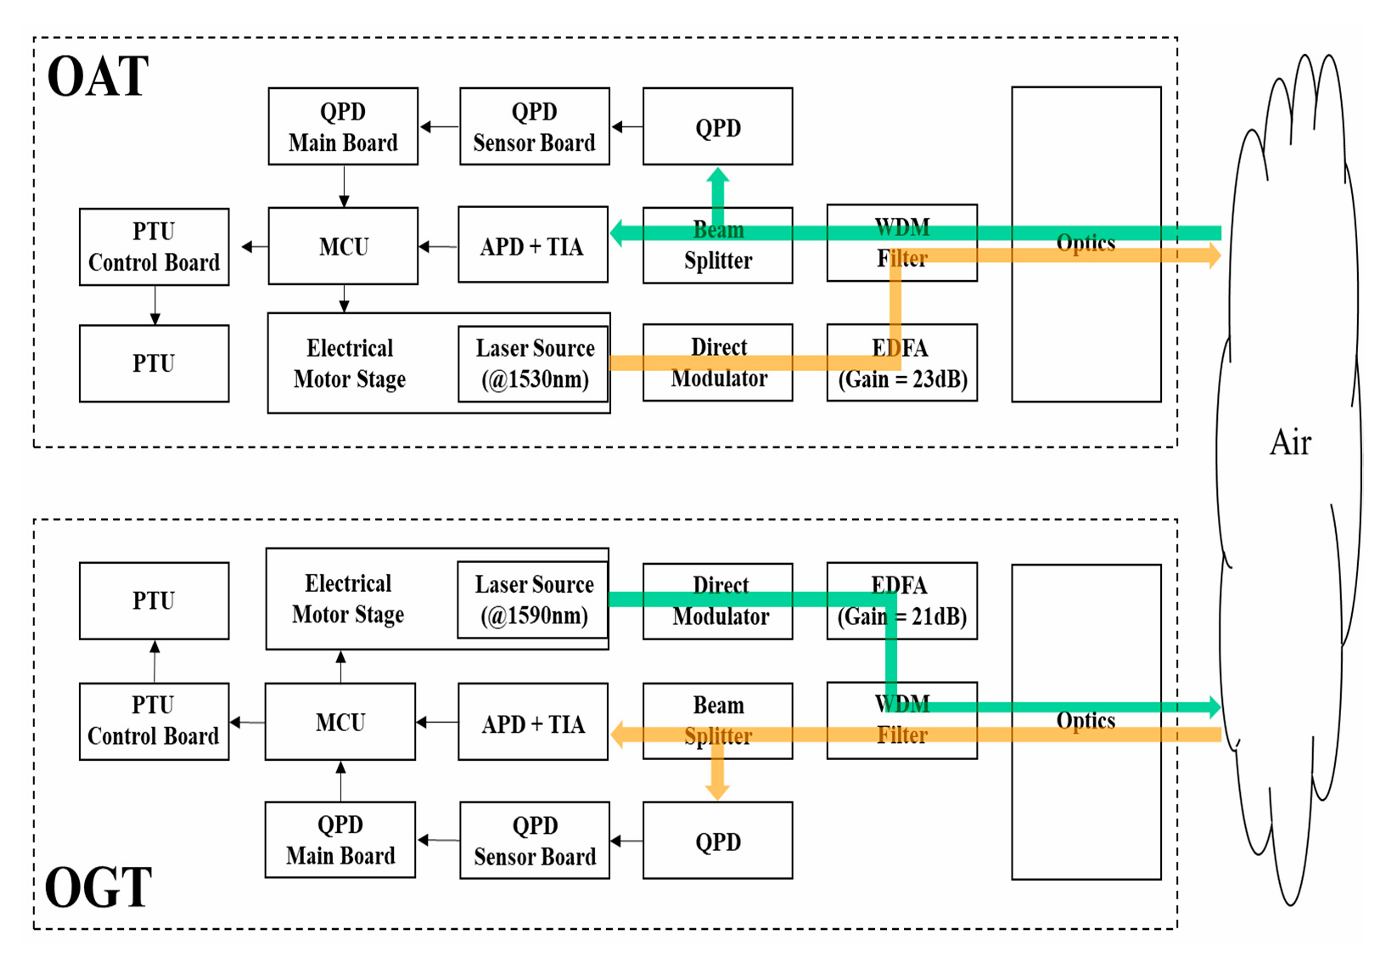 OAT
QPD
Main Board
QPD
Sensor Board
QPD
PTU
Control Board
MCU
APD + TIA
Beam
Splitter
WDM
Filter
Optics
PTU
Electrical
Motor Stage
Laser Source
(@1530nm)
Direct
Modulator
EDFA
(Gain = 23dB)
Air
PTU
Electrical
Motor Stage
Laser Source
(@1590nm)
Direct
Modulator
EDFA
(Gain = 21dB)
PTU
Control Board
MCU
APD + TIA
Beam
Splitter
WDM
Filter
Optics
QPD
Main Board
QPD
Sensor Board
QPD
OGT